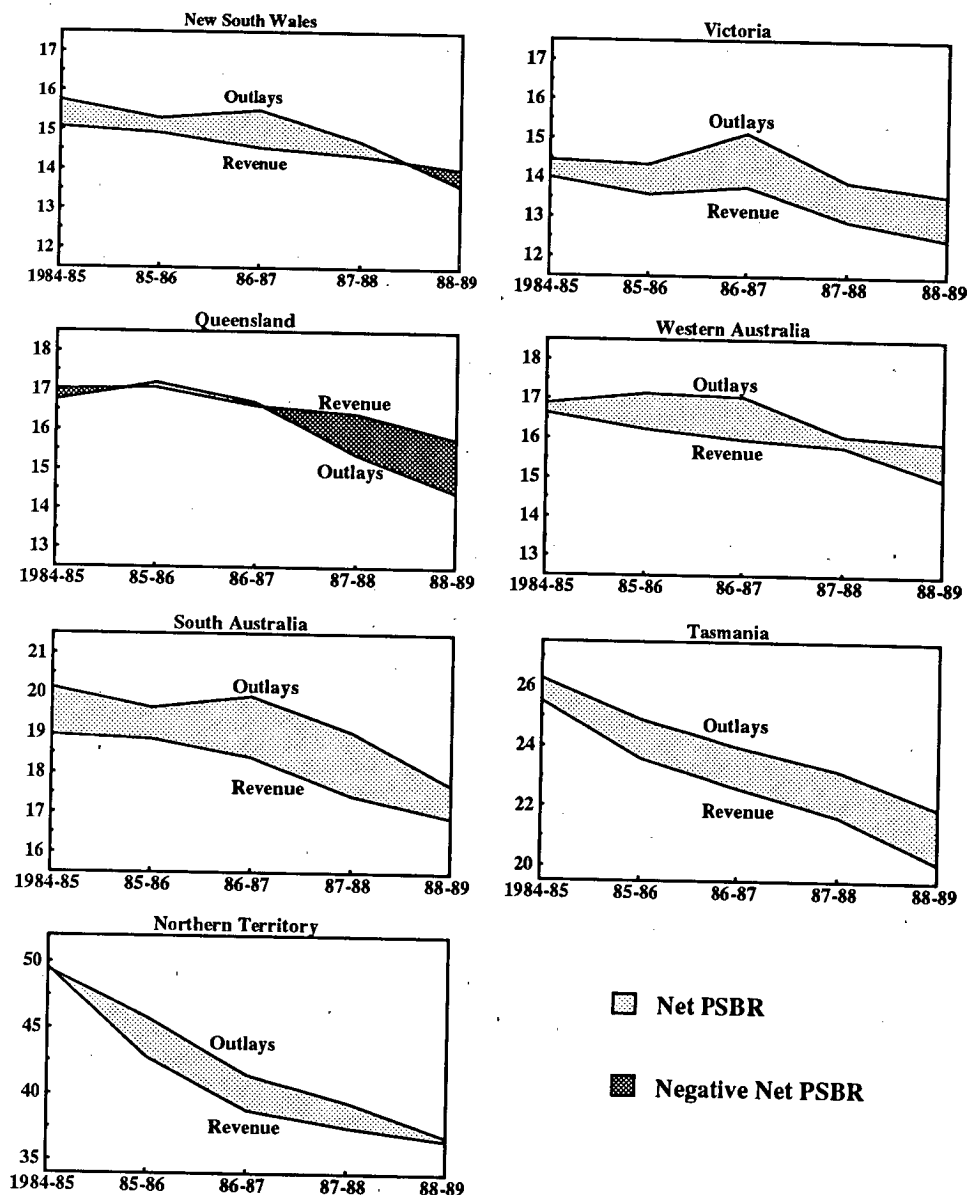 New South Wales
17
16
15
14
13
12
Outlays
Revenue
1984-85 85-86 86-87 87-88 88-89
Victoria
17
16
15
14
13
12
Outlays
Revenue
1984-85 85-86 86-87 87-88 88-89
Queensland
18
17
16
15
14
13
Revenue
Outlays
1984-85 85-86 86-87 87-88 88-89
Western Australia
18
17
16
15
14
13
Outlays
Revenue
1984-85 85-86 86-87 87-88 88-89
South Australia
21
20
19
18
17
16
Outlays
Revenue
1984-85 85-86 86-87 87-88 88-89
Tasmania
26
24
22
20
Outlays
Revenue
1984-85 85-86 86-87 87-88 88-89
Northern Territory
50
45
40
35
Outlays
Revenue
1984-85 85-86 86-87 87-88 88-89
Net PSBR
Negative Net PSBR